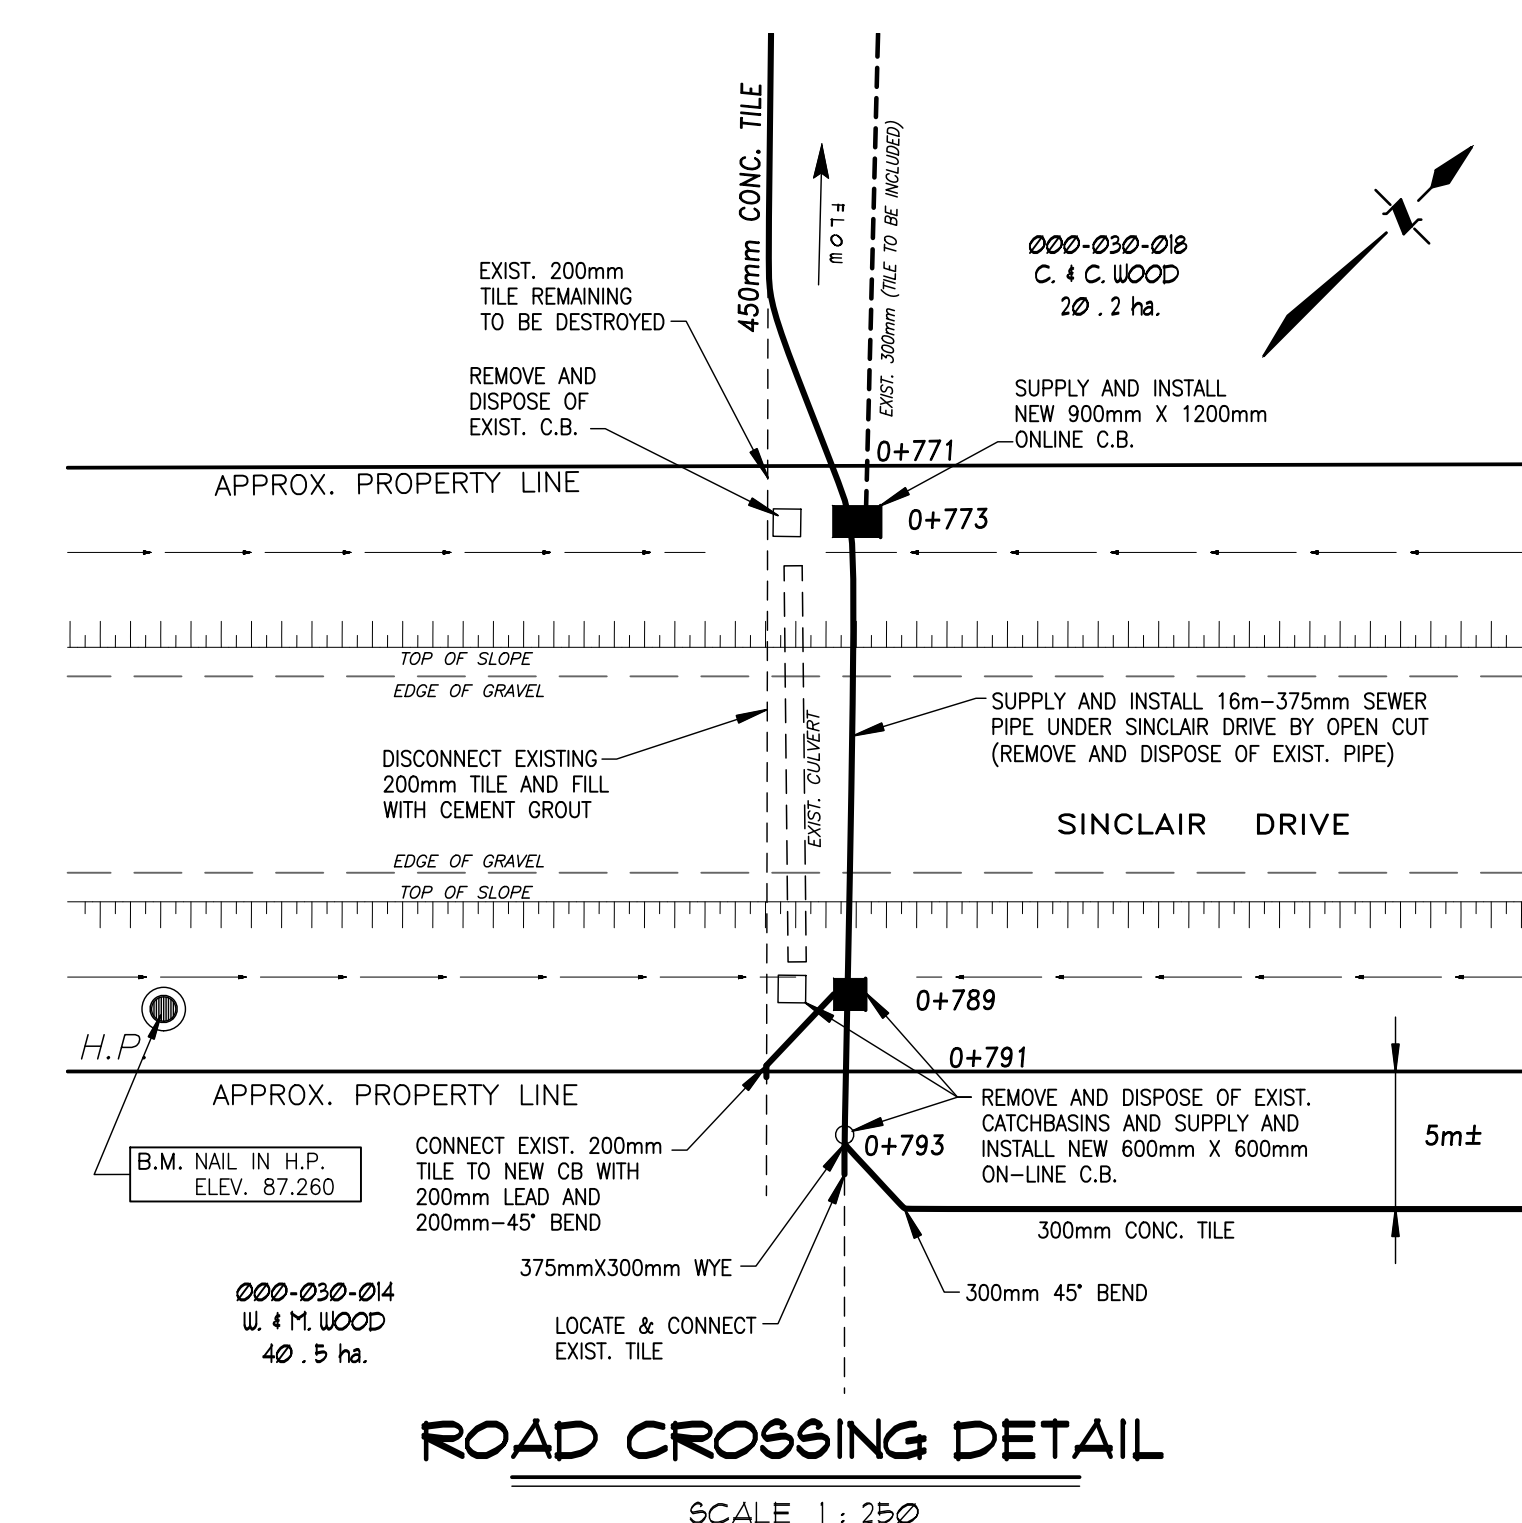 450mm CONC. TILE
FLOW
EXIST. 300mm (TILE TO BE INCLUDED)
000-030-018
C. & C. WOOD
20.2 ha.
EXIST. 200mm
TILE REMAINING
TO BE DESTROYED
REMOVE AND
DISPOSE OF
EXIST. C.B.
SUPPLY AND INSTALL
NEW 900mm X 1200mm
ONLINE C.B.
0+771
APPROX. PROPERTY LINE
0+773
TOP OF SLOPE
EDGE OF GRAVEL
SUPPLY AND INSTALL 16m-375mm SEWER
PIPE UNDER SINCLAIR DRIVE BY OPEN CUT
(REMOVE AND DISPOSE OF EXIST. PIPE)
EXIST. CULVERT
DISCONNECT EXISTING
200mm TILE AND FILL
WITH CEMENT GROUT
SINCLAIR DRIVE
EDGE OF GRAVEL
TOP OF SLOPE
0+789
H.P.
0+791
APPROX. PROPERTY LINE
REMOVE AND DISPOSE OF EXIST.
CATCHBASINS AND SUPPLY AND
INSTALL NEW 600mm X 600mm
ON-LINE C.B.
5m±
0+793
CONNECT EXIST. 200mm
TILE TO NEW CB WITH
200mm LEAD AND
200mm-45° BEND
B.M. NAIL IN H.P.
ELEV. 87.260
300mm CONC. TILE
375mmX300mm WYE
300mm 45° BEND
000-030-014
W. & M. WOOD
40.5 ha.
LOCATE & CONNECT
EXIST. TILE
ROAD CROSSING DETAIL
SCALE 1 : 250